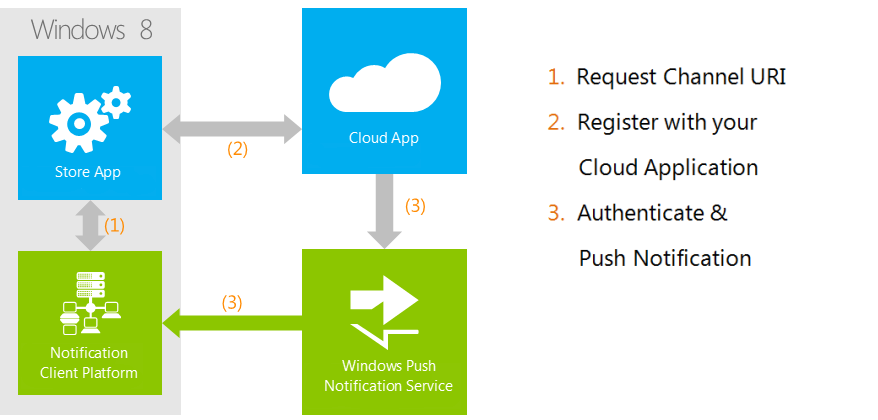 Windows 8
Store App
(1)
Notification
Client Platform
(2)
(3)
Cloud App
(3)
Windows Push
Notification Service
1. Request Channel URI
2. Register with your
Cloud Application
3. Authenticate &
Push Notification